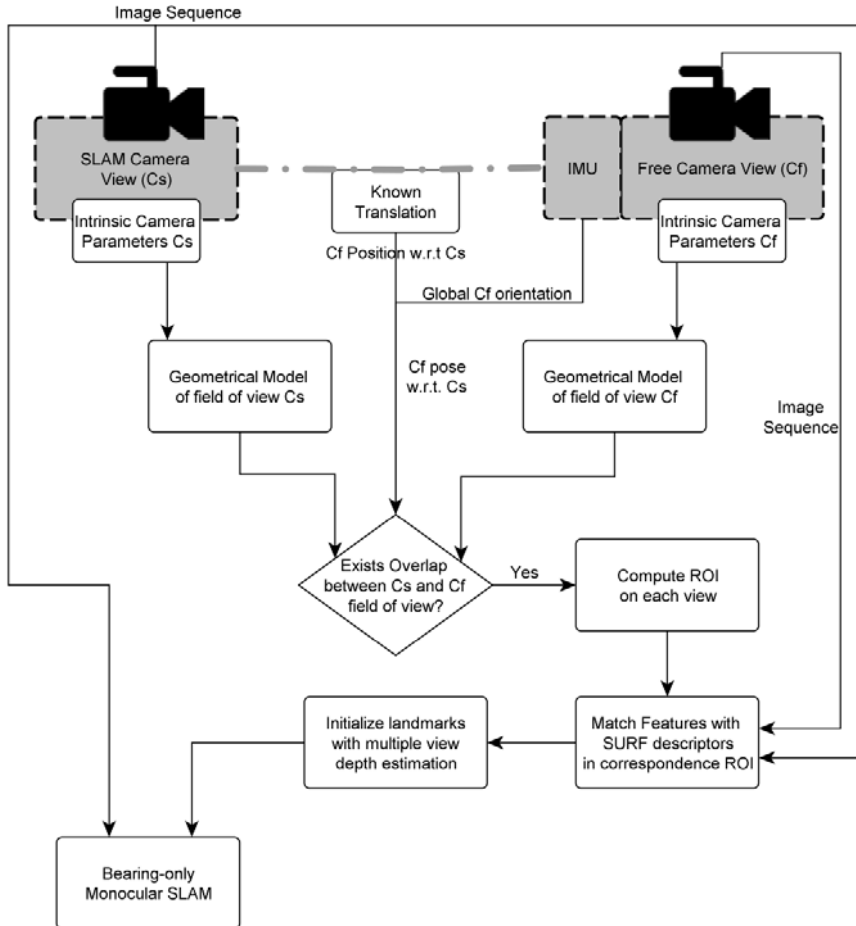 Image Sequence
SLAM Camera
View (Cs)
IMU
Free Camera View (Cf)
Known
Translation
Intrinsic Camera
Parameters Cs
Intrinsic Camera
Parameters Cf
Cf Position w.r.t Cs
Global Cf orientation
Geometrical Model
of field of view Cs
Cf pose
w.r.t. Cs
Geometrical Model
of field of view Cf
Image
Sequence
Exists Overlap
between Cs and Cf
field of view?
Yes
Compute ROI
on each view
Initialize landmarks
with multiple view
depth estimation
Match Features with
SURF descriptors
in correspondence ROI
Bearing-only
Monocular SLAM